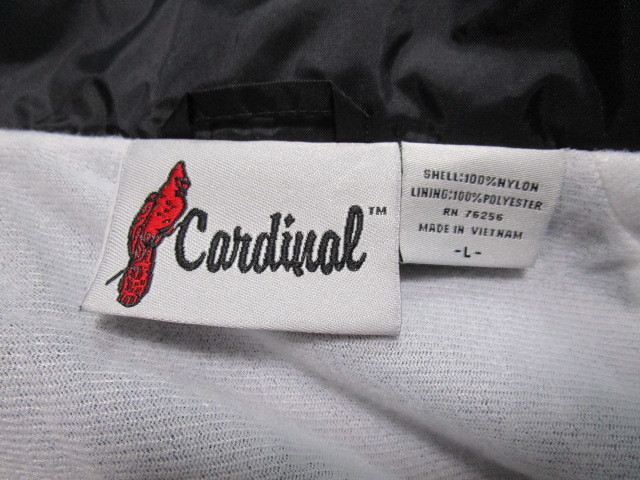 Cardinal™
SHELL:100%NYLON
LINING:100%POLYESTER
RN 76256
MADE IN VIETNAM
-L-